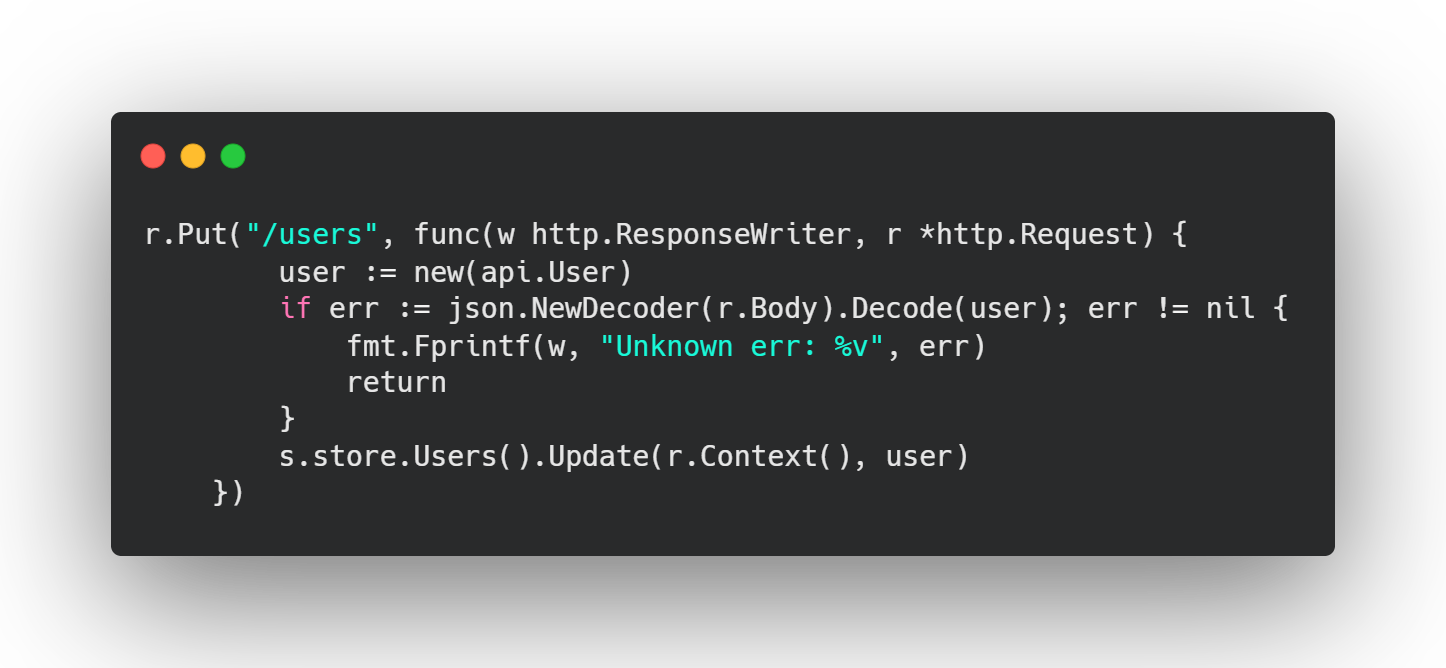 r.Put("/users", func(w http.ResponseWriter, r *http.Request) {
        user := new(api.User)
        if err := json.NewDecoder(r.Body).Decode(user); err != nil {
            fmt.Fprintf(w, "Unknown err: %v", err)
            return
        }
        s.store.Users().Update(r.Context(), user)
    })